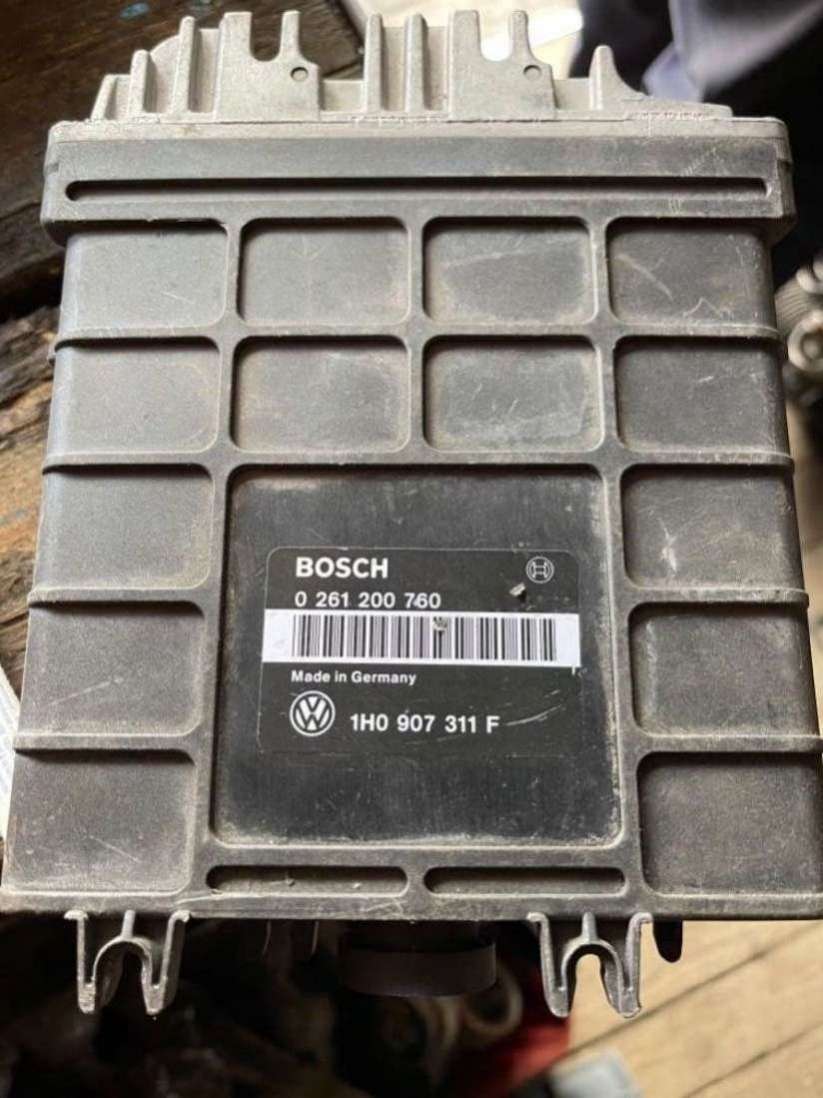 BOSCH
0 261 200 760
Made in Germany
1H0 907 311 F